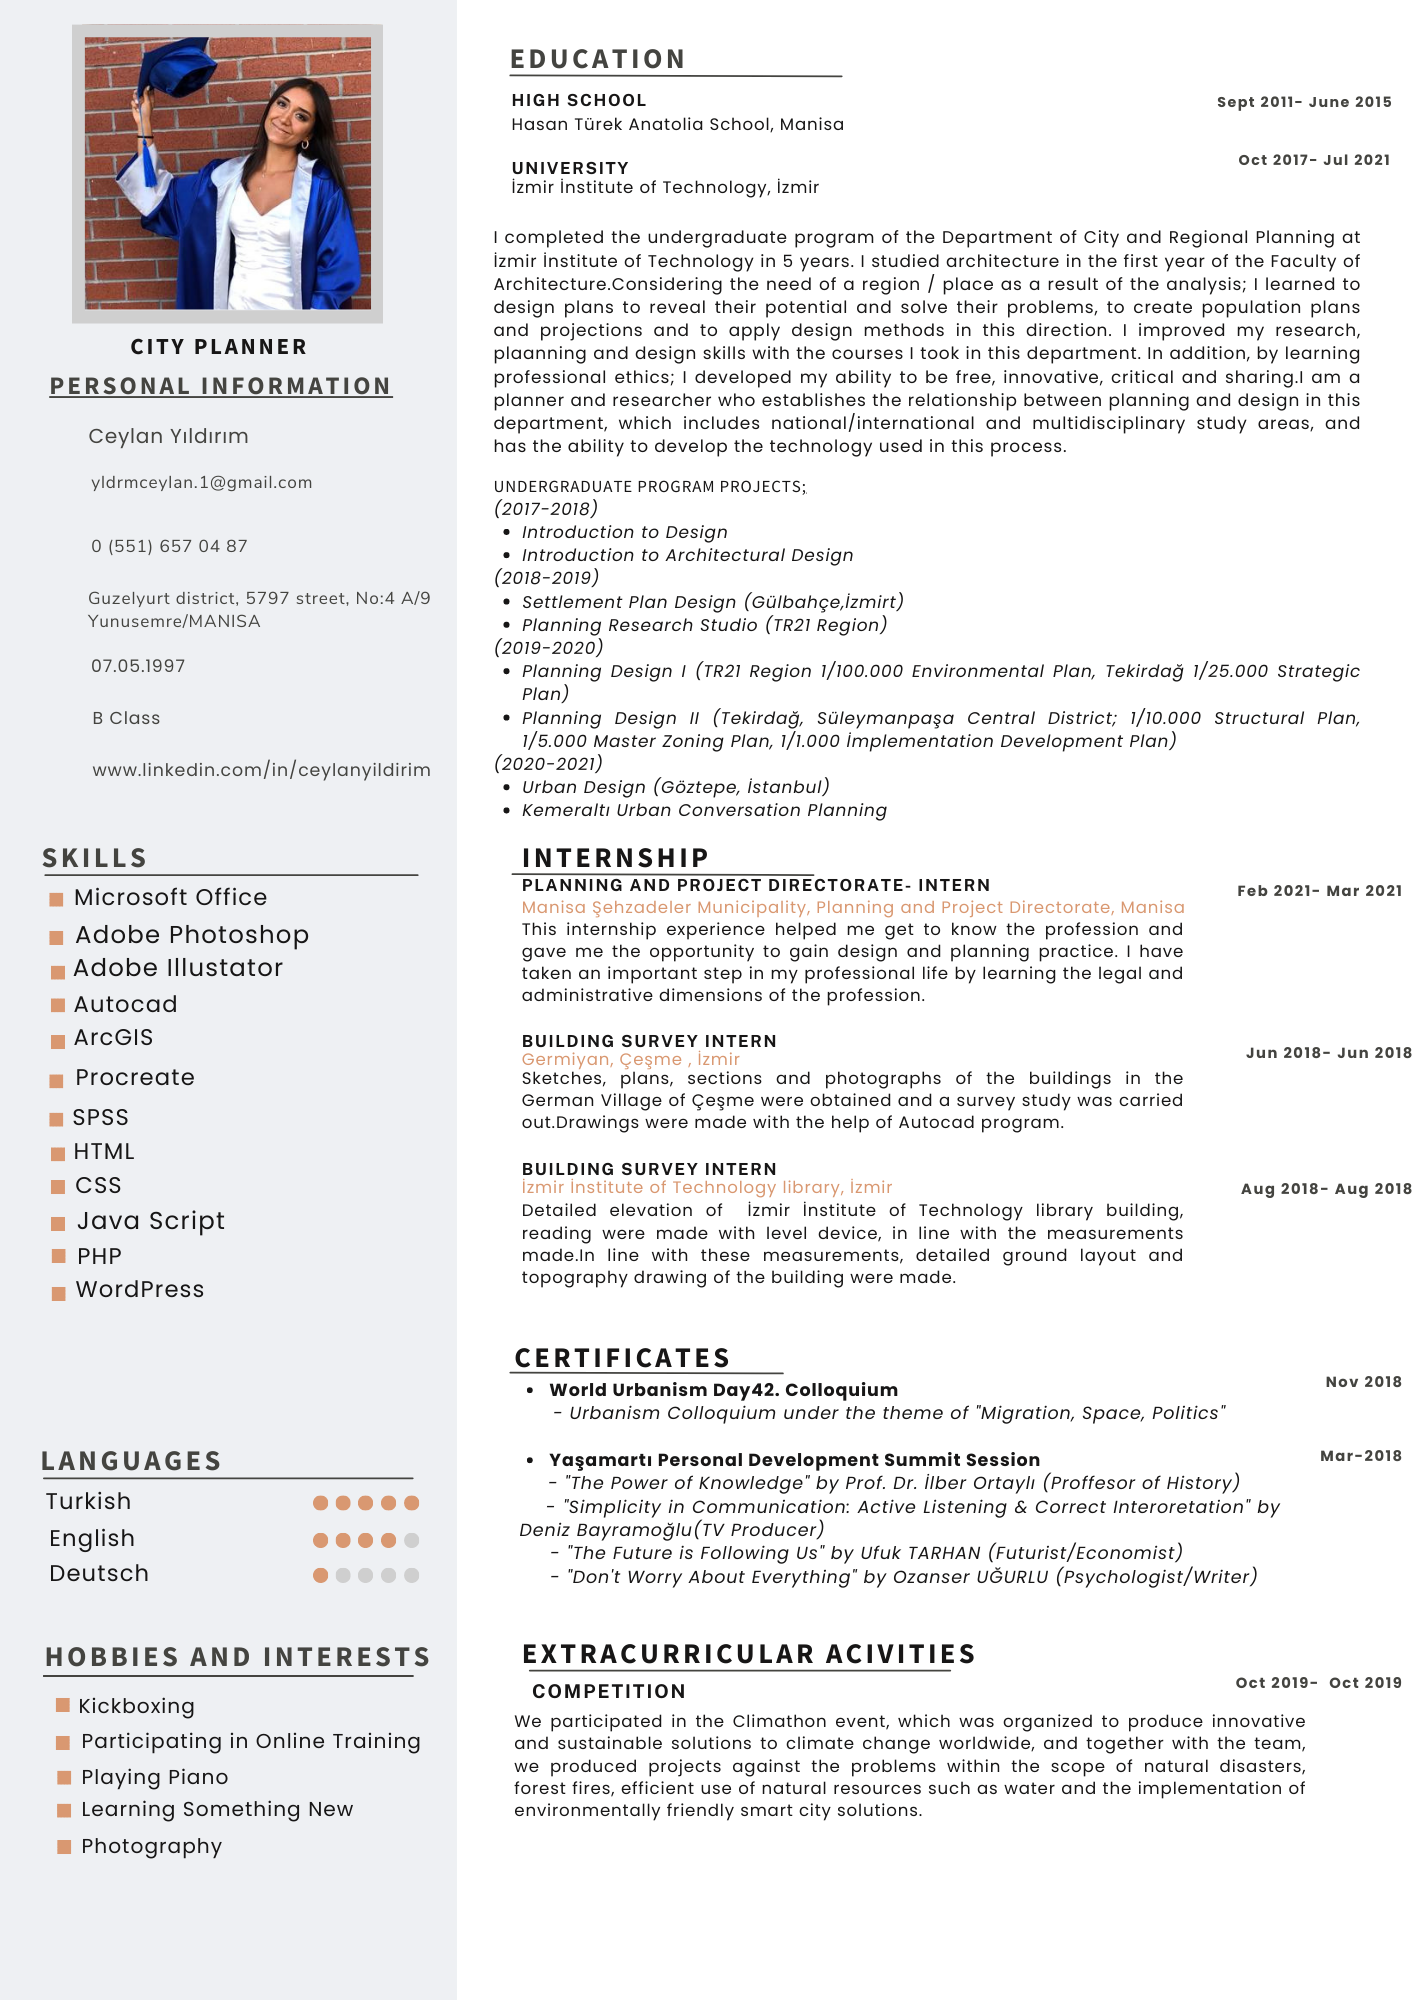 CITY PLANNER
PERSONAL INFORMATION
Ceylan Yıldırım
yldrmceylan.1@gmail.com
0 (551) 657 04 87
Guzelyurt district, 5797 street, No:4 A/9
Yunusemre/MANISA
07.05.1997
B Class
www.linkedin.com/in/ceylanyildirim
SKILLS
Microsoft Office
Adobe Photoshop
Adobe Illustator
Autocad
ArcGIS
Procreate
SPSS
HTML
CSS
Java Script
PHP
WordPress
LANGUAGES
Turkish
English
Deutsch
HOBBIES AND INTERESTS
Kickboxing
Participating in Online Training
Playing Piano
Learning Something New
Photography
EDUCATION
HIGH SCHOOL
Sept 2011- June 2015
Hasan Türek Anatolia School, Manisa
UNIVERSITY
Oct 2017- Jul 2021
İzmir İnstitute of Technology, İzmir
I completed the undergraduate program of the Department of City and Regional Planning at
İzmir İnstitute of Technology in 5 years. I studied architecture in the first year of the Faculty of
Architecture.Considering the need of a region / place as a result of the analysis; I learned to
design plans to reveal their potential and solve their problems, to create population plans
and projections and to apply design methods in this direction. I improved my research,
plaanning and design skills with the courses I took in this department. In addition, by learning
professional ethics; I developed my ability to be free, innovative, critical and sharing.I am a
planner and researcher who establishes the relationship between planning and design in this
department, which includes national/international and multidisciplinary study areas, and
has the ability to develop the technology used in this process.
UNDERGRADUATE PROGRAM PROJECTS;
(2017-2018)
• Introduction to Design
• Introduction to Architectural Design
(2018-2019)
• Settlement Plan Design (Gülbahçe,İzmirt)
• Planning Research Studio (TR21 Region)
(2019-2020)
• Planning Design I (TR21 Region 1/100.000 Environmental Plan, Tekirdağ 1/25.000 Strategic
Plan)
• Planning Design II (Tekirdağ, Süleymanpaşa Central District; 1/10.000 Structural Plan,
1/5.000 Master Zoning Plan, 1/1.000 İmplementation Development Plan)
(2020-2021)
• Urban Design (Göztepe, İstanbul)
• Kemeraltı Urban Conversation Planning
INTERNSHIP
PLANNING AND PROJECT DIRECTORATE- INTERN
Feb 2021- Mar 2021
Manisa Şehzadeler Municipality, Planning and Project Directorate, Manisa
This internship experience helped me get to know the profession and
gave me the opportunity to gain design and planning practice. I have
taken an important step in my professional life by learning the legal and
administrative dimensions of the profession.
BUILDING SURVEY INTERN
Jun 2018- Jun 2018
Germiyan, Çeşme , İzmir
Sketches, plans, sections and photographs of the buildings in the
German Village of Çeşme were obtained and a survey study was carried
out.Drawings were made with the help of Autocad program.
BUILDING SURVEY INTERN
Aug 2018- Aug 2018
İzmir İnstitute of Technology library, İzmir
Detailed elevation of İzmir İnstitute of Technology library building,
reading were made with level device, in line with the measurements
made.In line with these measurements, detailed ground layout and
topography drawing of the building were made.
CERTIFICATES
• World Urbanism Day42. Colloquium
Nov 2018
- Urbanism Colloquium under the theme of "Migration, Space, Politics"
• Yaşamartı Personal Development Summit Session
Mar-2018
- "The Power of Knowledge" by Prof. Dr. İlber Ortaylı (Proffesor of History)
- "Simplicity in Communication: Active Listening & Correct Interoretation" by
Deniz Bayramoğlu(TV Producer)
- "The Future is Following Us" by Ufuk TARHAN (Futurist/Economist)
- "Don't Worry About Everything" by Ozanser UĞURLU (Psychologist/Writer)
EXTRACURRICULAR ACIVITIES
COMPETITION
Oct 2019- Oct 2019
We participated in the Climathon event, which was organized to produce innovative
and sustainable solutions to climate change worldwide, and together with the team,
we produced projects against the problems within the scope of natural disasters,
forest fires, efficient use of natural resources such as water and the implementation of
environmentally friendly smart city solutions.